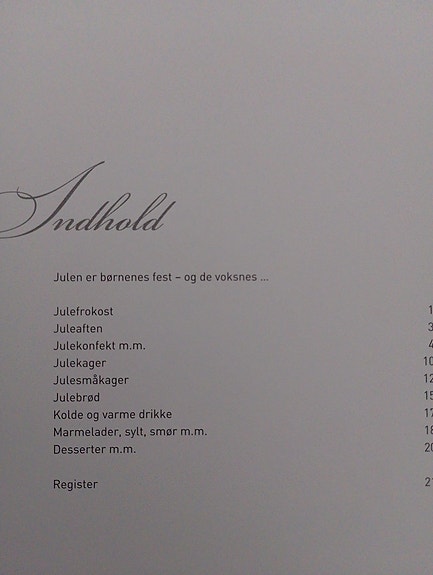 Indhold
Julen er børnenes fest – og de voksnes ...
Julefrokost
Juleaften
Julekonfekt m.m.
Julekager
Julesmåkager
Julebrød
Kolde og varme drikke
Marmelader, sylt, smør m.m.
Desserter m.m.
Register